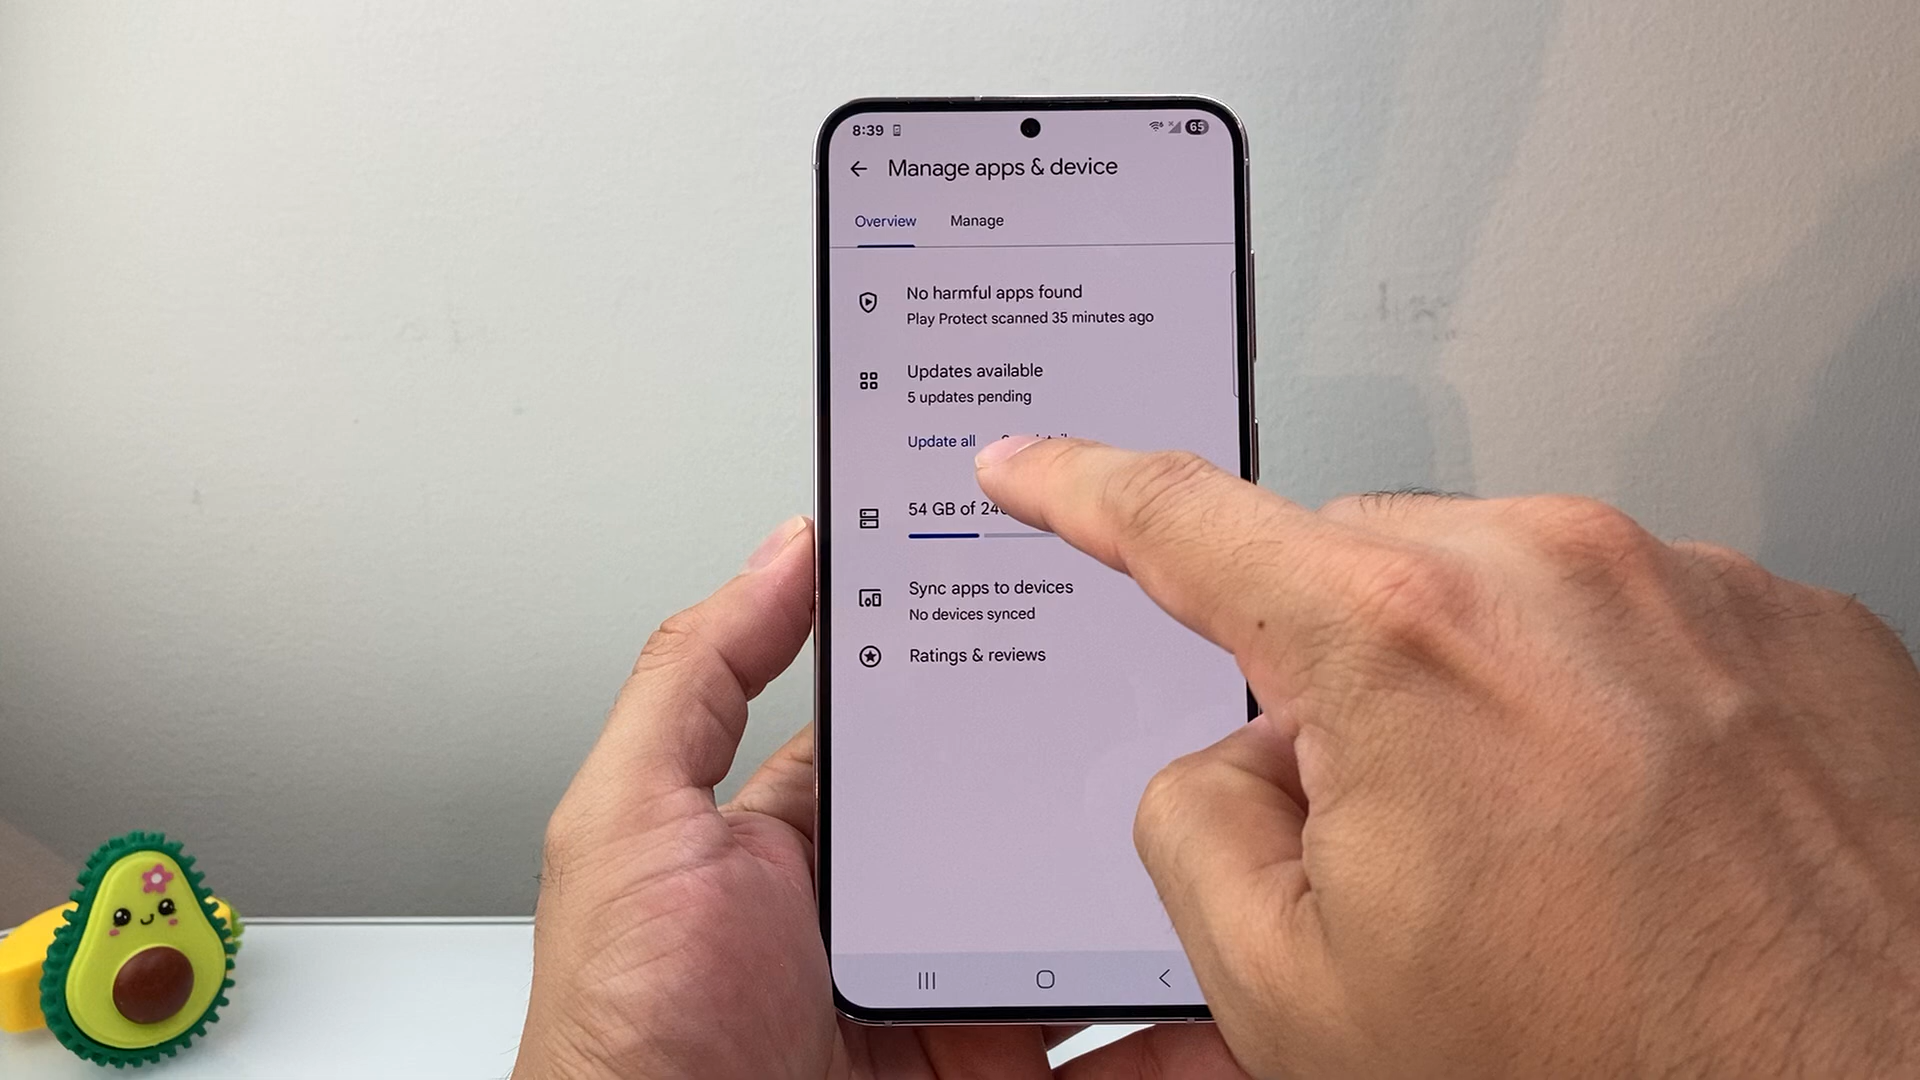 8:39
65
Manage apps & device
Overview Manage
No harmful apps found
Play Protect scanned 35 minutes ago
Updates available
5 updates pending
Update all
54 GB of
Sync apps to devices
No devices synced
Ratings & reviews